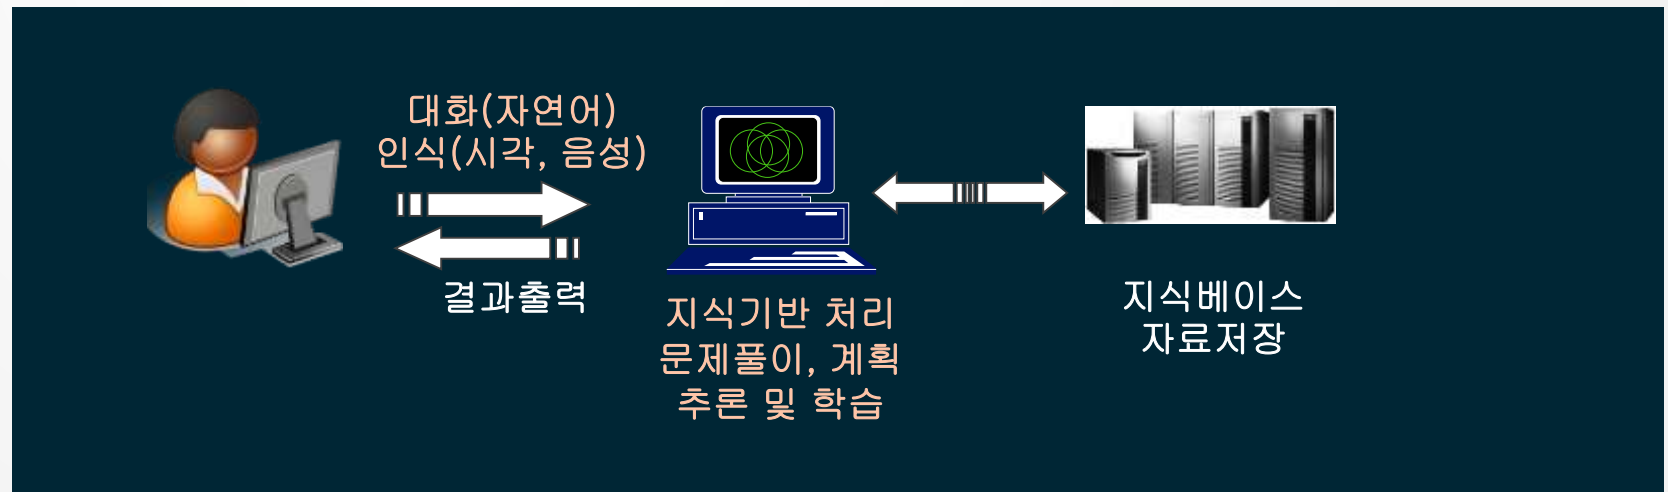 대화(자연어)
인식(시각, 음성)
결과출력
지식기반 처리
문제풀이, 계획
추론 및 학습
지식베이스
자료저장